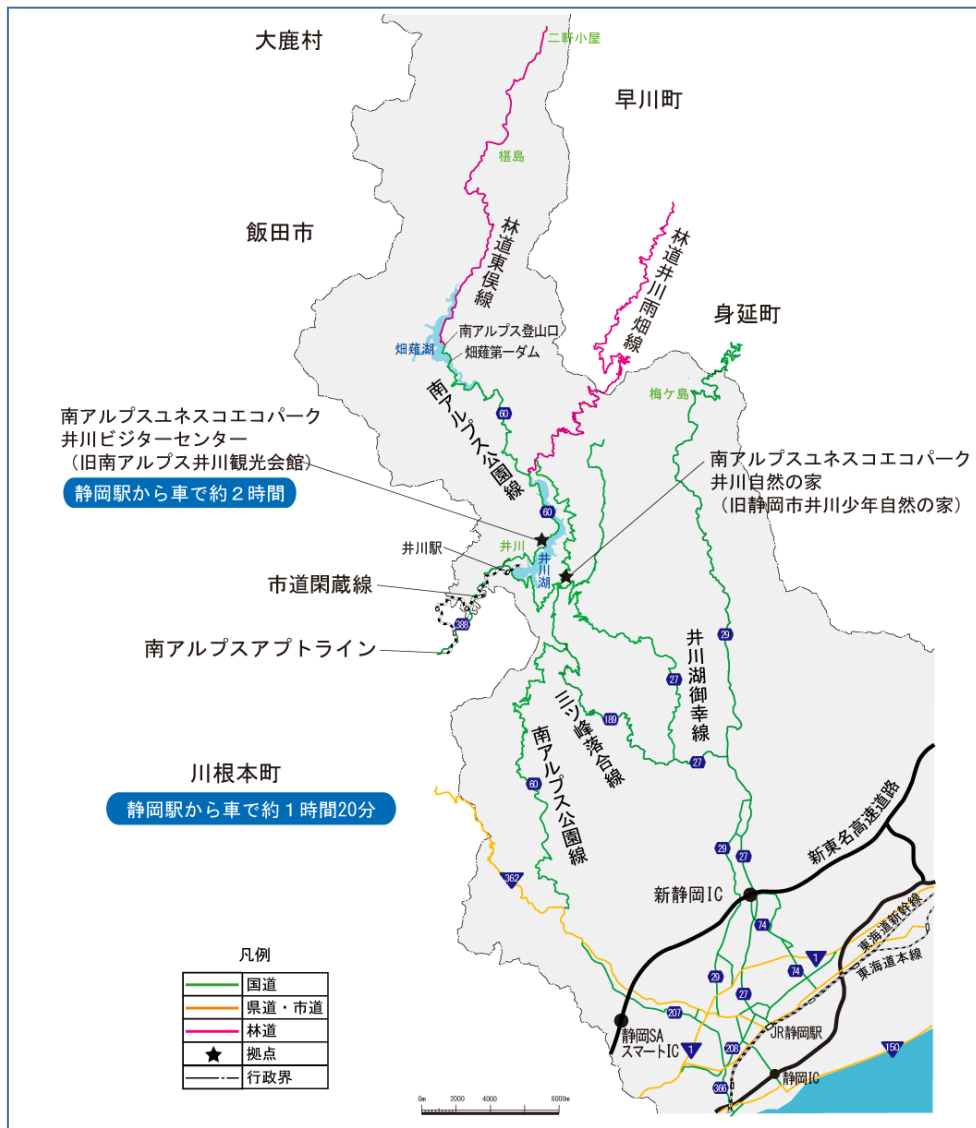 大鹿村
二軒小屋
早川町
椹島
飯田市
林道東俣線
林道井川雨畑線
身延町
南アルプス登山口
畑薙湖
畑薙第一ダム
梅ケ島
南アルプス公園線
60
南アルプスユネスコエコパーク
井川ビジターセンター
(旧南アルプス井川観光会館)
静岡駅から車で約2時間
南アルプスユネスコエコパーク
井川自然の家
(旧静岡市井川少年自然の家)
60
井川駅
井川
井川湖
市道閑蔵線
388
南アルプスアプトライン
29
井川湖御幸線
27
三ツ峰落合線
189
27
南アルプス公園線
60
川根本町
静岡駅から車で約1時間20分
新東名高速道路
362
29
27
新静岡IC
74
東海道新幹線
東海道本線
1
74
29
27
207
JR静岡駅
静岡SA
スマートIC
1
208
150
静岡IC
366
凡例
国道
県道・市道
林道
拠点
行政界
0m
2000
4000
8000m